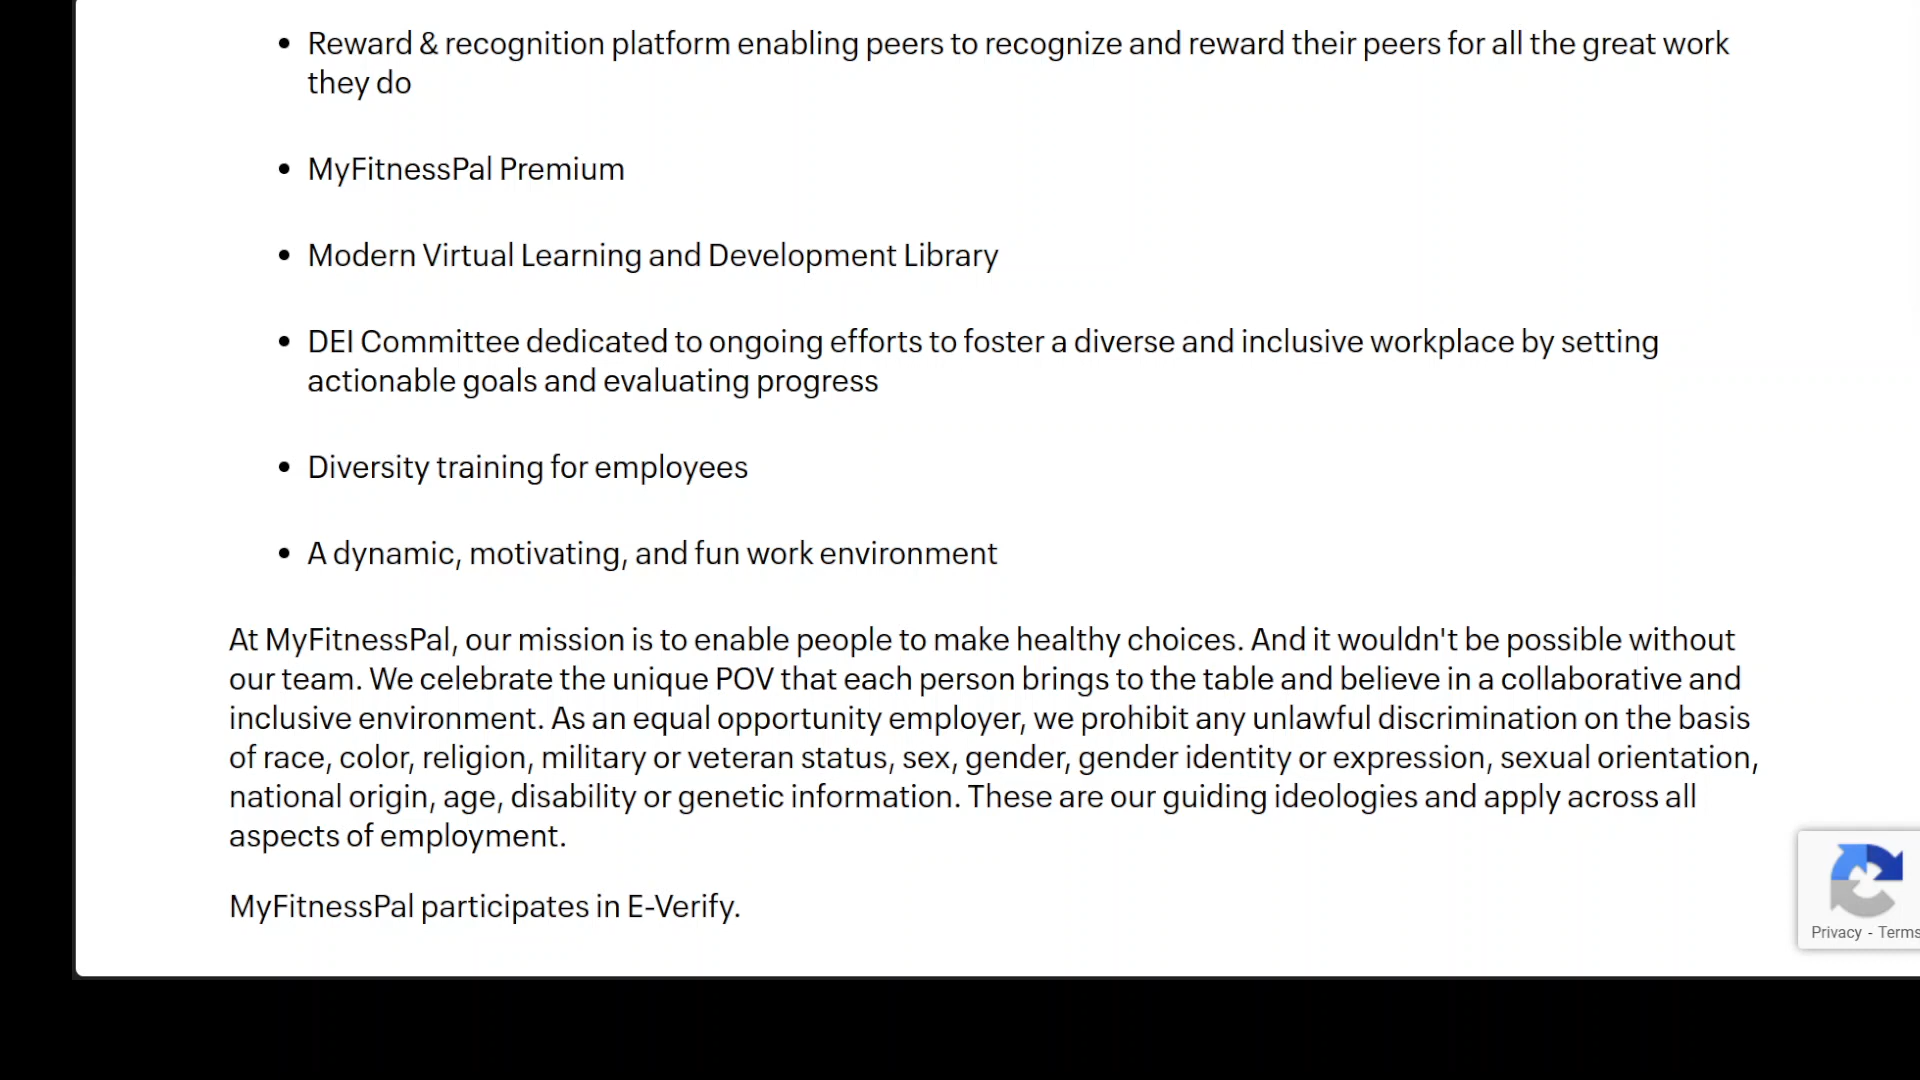 • Reward & recognition platform enabling peers to recognize and reward their peers for all the great work
they do
• MyFitnessPal Premium
• Modern Virtual Learning and Development Library
• DEI Committee dedicated to ongoing efforts to foster a diverse and inclusive workplace by setting
actionable goals and evaluating progress
• Diversity training for employees
• A dynamic, motivating, and fun work environment
At MyFitnessPal, our mission is to enable people to make healthy choices. And it wouldn't be possible without
our team. We celebrate the unique POV that each person brings to the table and believe in a collaborative and
inclusive environment. As an equal opportunity employer, we prohibit any unlawful discrimination on the basis
of race, color, religion, military or veteran status, sex, gender, gender identity or expression, sexual orientation,
national origin, age, disability or genetic information. These are our guiding ideologies and apply across all
aspects of employment.
MyFitnessPal participates in E-Verify.
Privacy - Terms